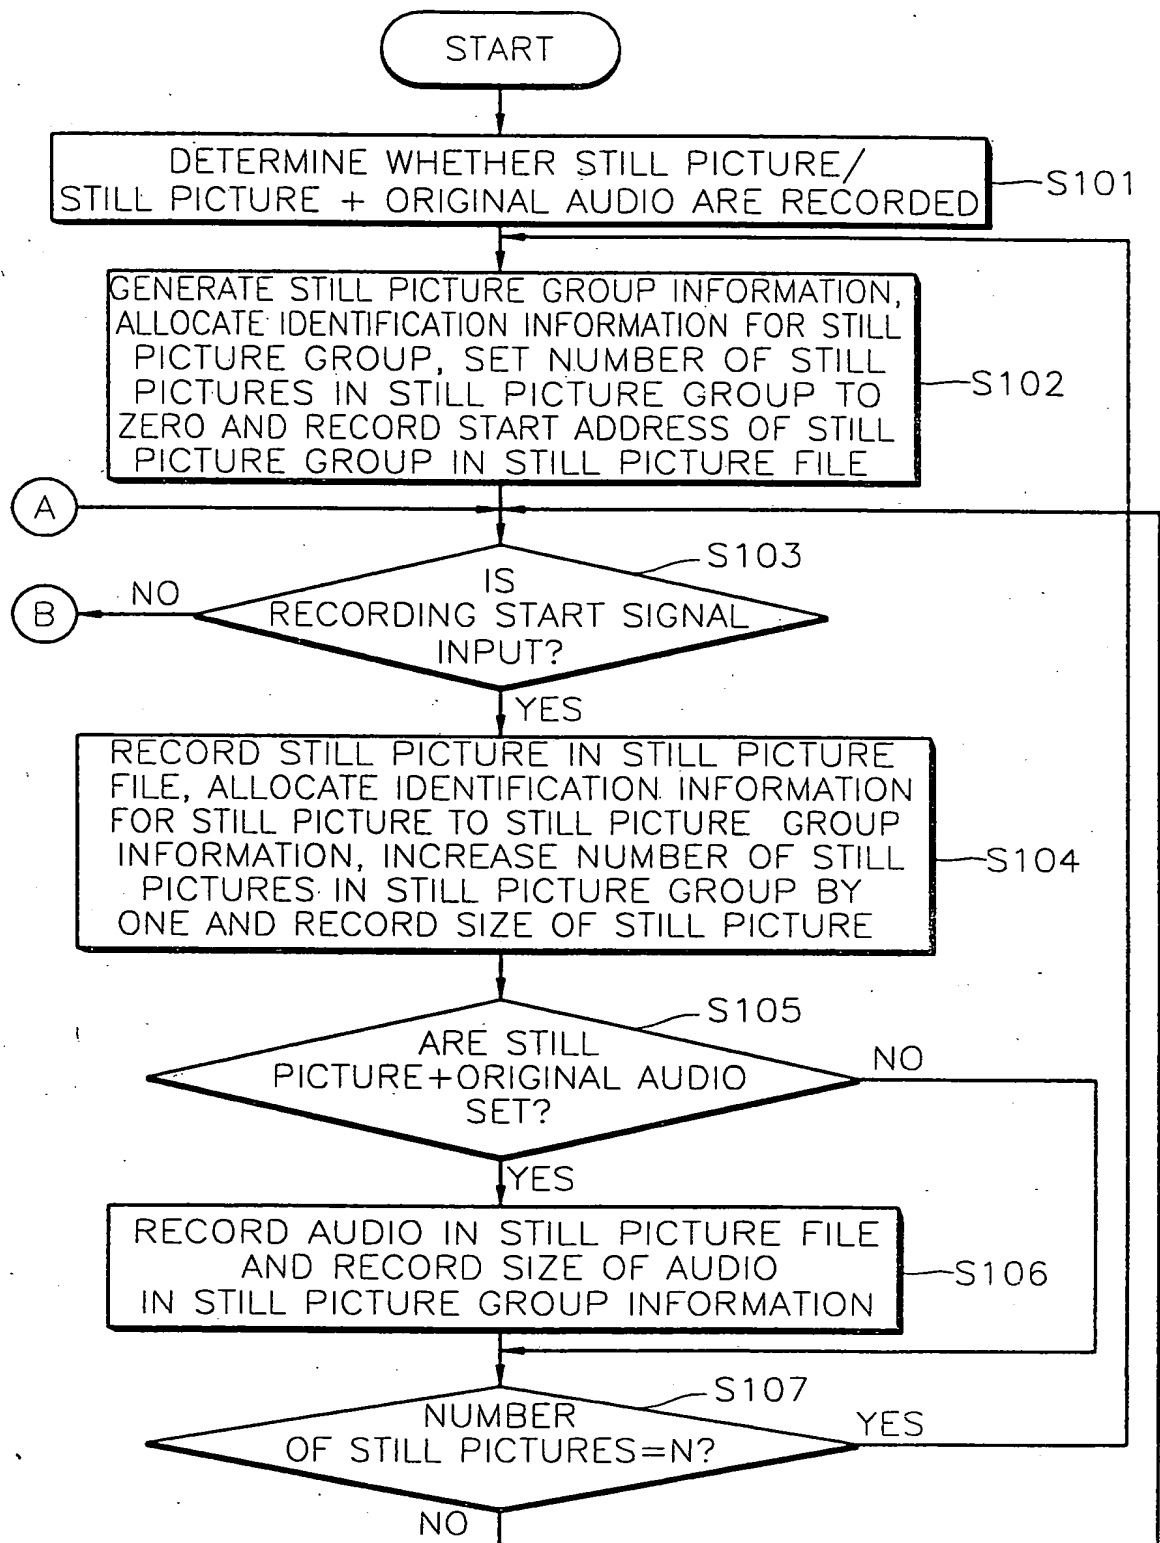 START
DETERMINE WHETHER STILL PICTURE/
STILL PICTURE + ORIGINAL AUDIO ARE RECORDED
S101
GENERATE STILL PICTURE GROUP INFORMATION,
ALLOCATE IDENTIFICATION INFORMATION FOR STILL
PICTURE GROUP, SET NUMBER OF STILL
PICTURES IN STILL PICTURE GROUP TO
ZERO AND RECORD START ADDRESS OF STILL
PICTURE GROUP IN STILL PICTURE FILE
S102
A
S103
IS
RECORDING START SIGNAL
INPUT?
NO
B
YES
RECORD STILL PICTURE IN STILL PICTURE
FILE, ALLOCATE IDENTIFICATION INFORMATION
FOR STILL PICTURE TO STILL PICTURE GROUP
INFORMATION, INCREASE NUMBER OF STILL
PICTURES IN STILL PICTURE GROUP BY
ONE AND RECORD SIZE OF STILL PICTURE
S104
S105
ARE STILL
PICTURE+ORIGINAL AUDIO
SET?
NO
YES
RECORD AUDIO IN STILL PICTURE FILE
AND RECORD SIZE OF AUDIO
IN STILL PICTURE GROUP INFORMATION
S106
S107
NUMBER
OF STILL PICTURES=N?
YES
NO